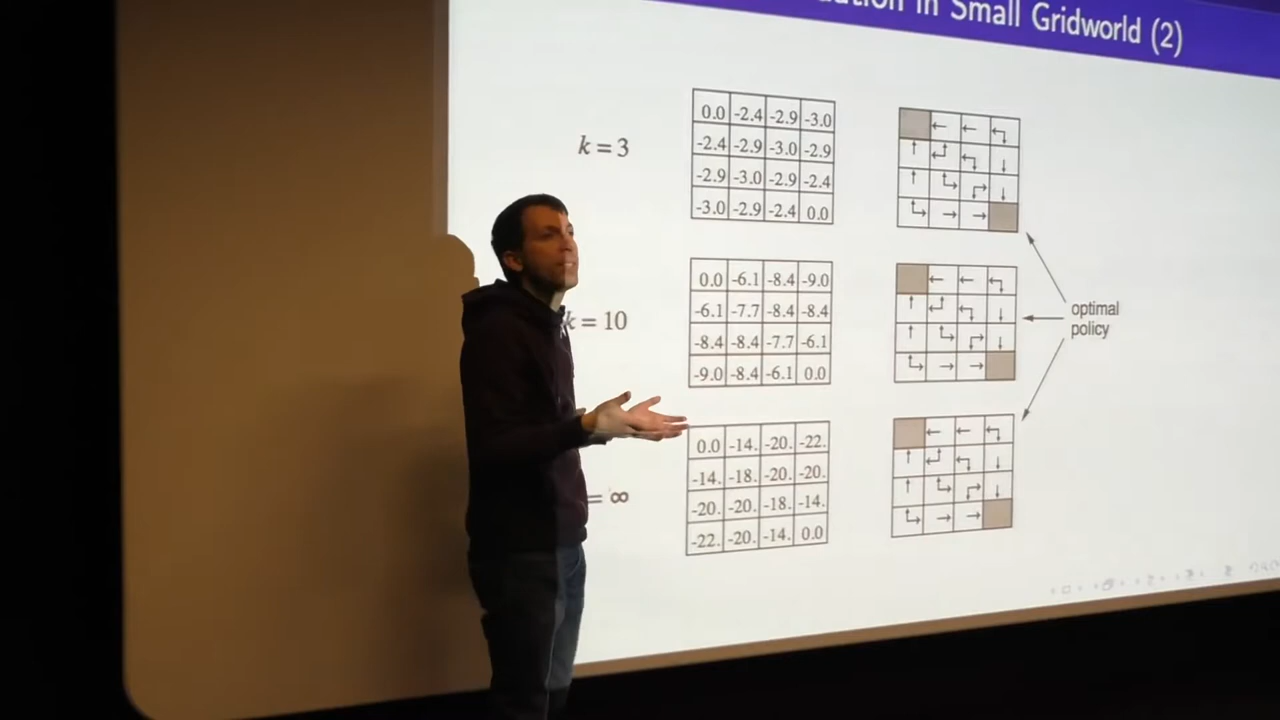 in Small Gridworld (2)
k = 3
0.0 -2.4 -2.9 -3.0
-2.4 -2.9 -3.0 -2.9
-2.9 -3.0 -2.9 -2.4
-3.0 -2.9 -2.4 0.0
k = 10
0.0 -6.1 -8.4 -9.0
-6.1 -7.7 -8.4 -8.4
-8.4 -8.4 -7.7 -6.1
-9.0 -8.4 -6.1 0.0
optimal
policy
= ∞
0.0 -14. -20. -22.
-14. -18. -20. -20.
-20. -20. -18. -14.
-22. -20. -14. 0.0